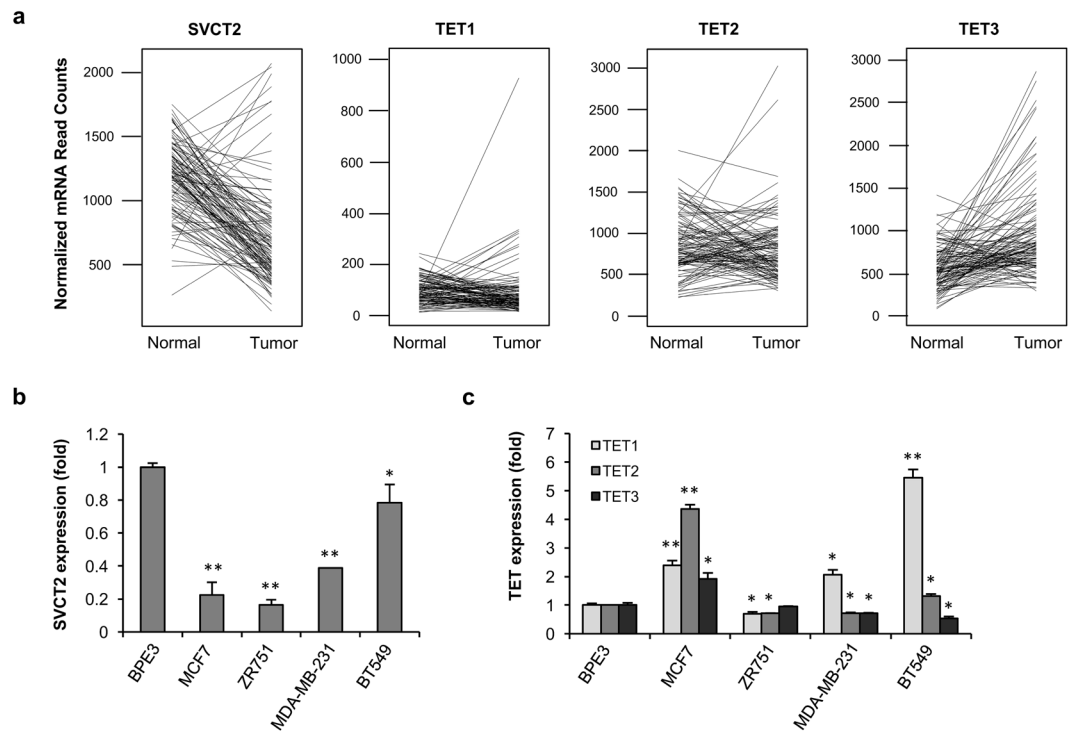 a
SVCT2
TET1
TET2
TET3
Normalized mRNA Read Counts
2000
1500
1000
500
1000
800
600
400
200
0
3000
2500
2000
1500
1000
500
0
3000
2500
2000
1500
1000
500
0
Normal Tumor
Normal Tumor
Normal Tumor
Normal Tumor
b
SVCT2 expression (fold)
1.2
1
0.8
0.6
0.4
0.2
0
**
**
**
*
BPE3
MCF7
ZR751
MDA-MB-231
BT549
c
TET expression (fold)
7
6
5
4
3
2
1
0
TET1
TET2
TET3
**
**
*
*
*
*
*
*
**
*
*
BPE3
MCF7
ZR751
MDA-MB-231
BT549